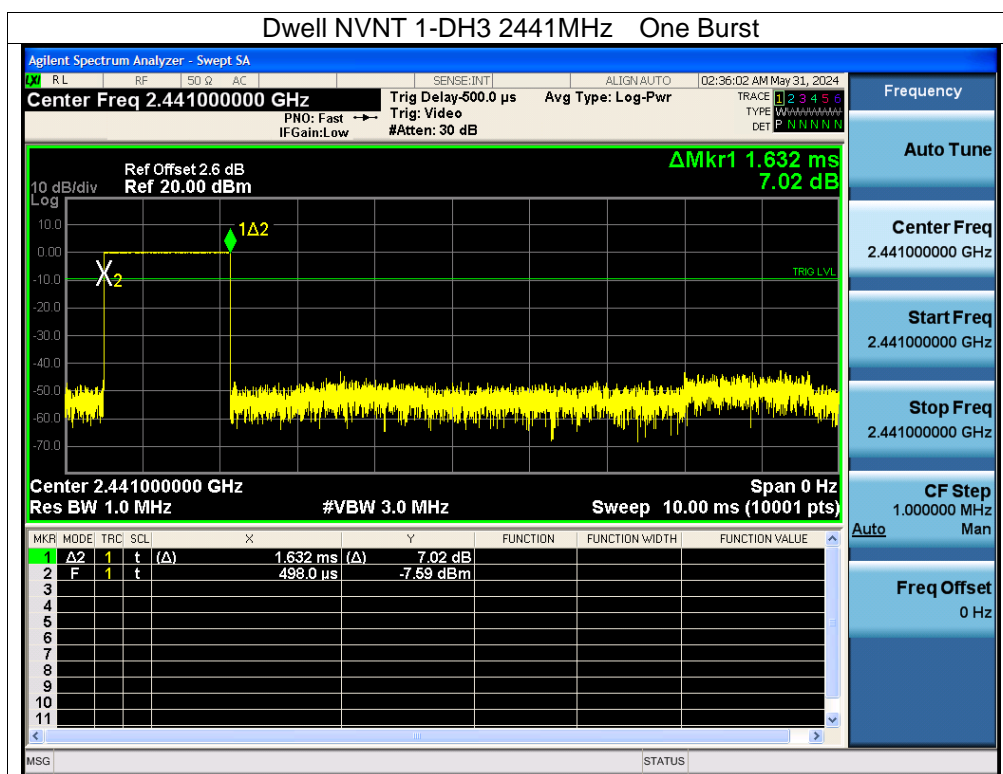 Dwell NVNT 1-DH3 2441MHz One Burst
Agilent Spectrum Analyzer - Swept SA
LXI RL RF 50 Ω AC SENSE:INT ALIGN AUTO 02:36:02 AM May 31, 2024
Center Freq 2.441000000 GHz Trig Delay-500.0 µs Avg Type: Log-Pwr TRACE 1 2 3 4 5 6
PNO: Fast Trig: Video TYPE WWWWWW
IFGain:Low #Atten: 30 dB DET P N N N N N
Frequency
Auto Tune
Center Freq
2.441000000 GHz
Start Freq
2.441000000 GHz
Stop Freq
2.441000000 GHz
CF Step
1.000000 MHz
Auto Man
Freq Offset
0 Hz
ΔMkr1 1.632 ms
7.02 dB
Ref Offset 2.6 dB
10 dB/div Ref 20.00 dBm
Log
10.0
0.00
-10.0
-20.0
-30.0
-40.0
-50.0
-60.0
-70.0
1Δ2
2
TRIG LVL
Center 2.441000000 GHz Span 0 Hz
Res BW 1.0 MHz #VBW 3.0 MHz Sweep 10.00 ms (10001 pts)
MKR MODE TRC SCL X Y FUNCTION FUNCTION WIDTH FUNCTION VALUE
1 Δ2 1 t (Δ) 1.632 ms (Δ) 7.02 dB
2 F 1 t 498.0 µs -7.59 dBm
3
4
5
6
7
8
9
10
11
MSG STATUS